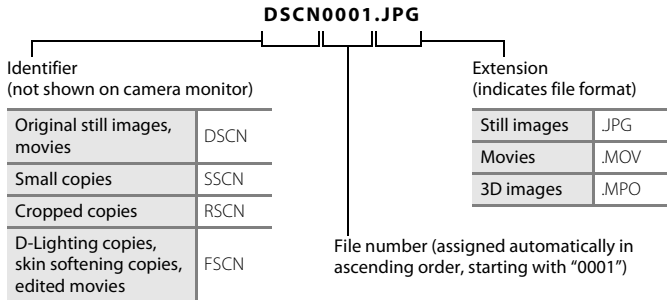 DSCN0001.JPG
Identifier
(not shown on camera monitor)
Original still images,
movies
DSCN
Small copies
SSCN
Cropped copies
RSCN
D-Lighting copies,
skin softening copies,
edited movies
FSCN
Extension
(indicates file format)
Still images
.JPG
Movies
.MOV
3D images
.MPO
File number (assigned automatically in
ascending order, starting with “0001”)